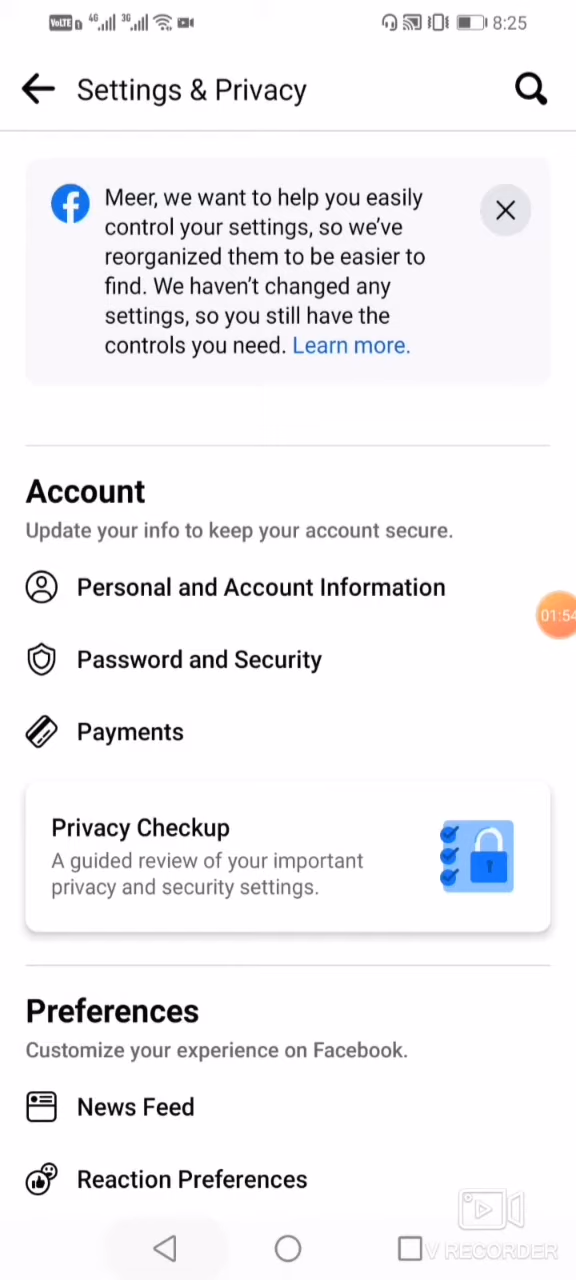 VoLTE 4G 3G 8:25
Settings & Privacy
Meer, we want to help you easily
control your settings, so we've
reorganized them to be easier to
find. We haven't changed any
settings, so you still have the
controls you need. Learn more.
Account
Update your info to keep your account secure.
Personal and Account Information
01:54
Password and Security
Payments
Privacy Checkup
A guided review of your important
privacy and security settings.
Preferences
Customize your experience on Facebook.
News Feed
Reaction Preferences
V RECORDER